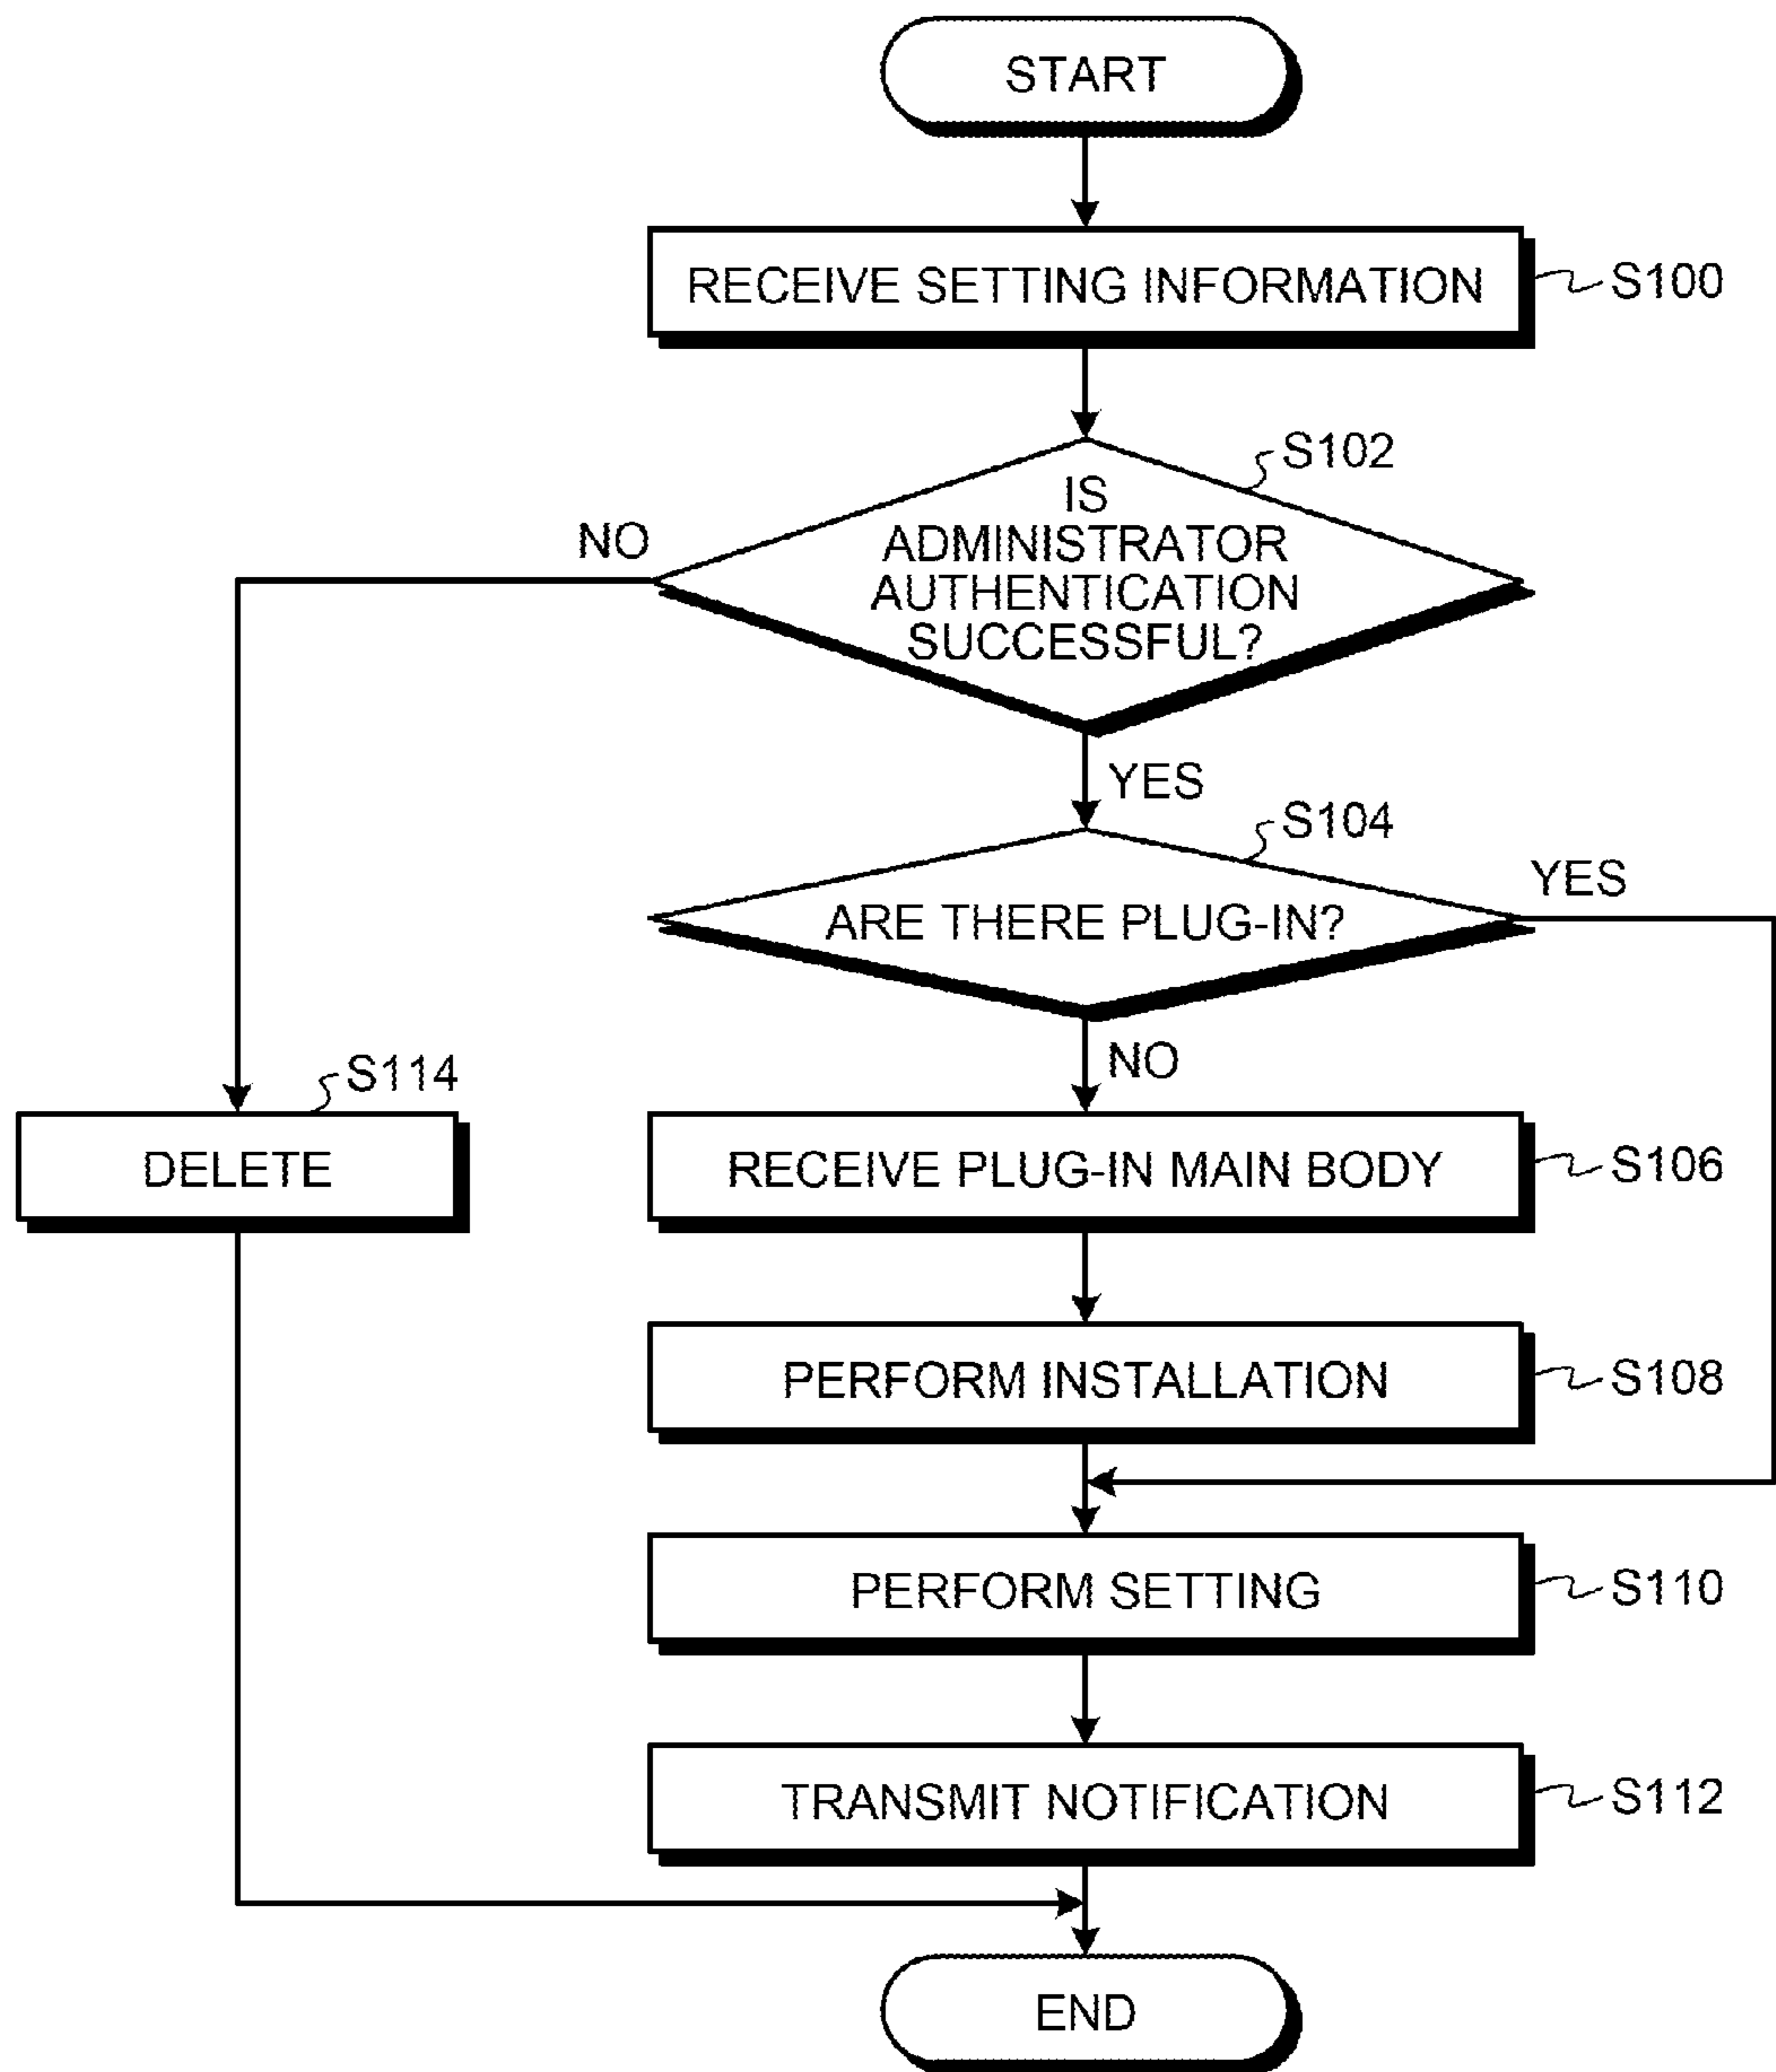 START
RECEIVE SETTING INFORMATION
S100
S102
IS
ADMINISTRATOR
AUTHENTICATION
SUCCESSFUL?
NO
YES
S104
ARE THERE PLUG-IN?
YES
NO
S114
DELETE
RECEIVE PLUG-IN MAIN BODY
S106
PERFORM INSTALLATION
S108
PERFORM SETTING
S110
TRANSMIT NOTIFICATION
S112
END